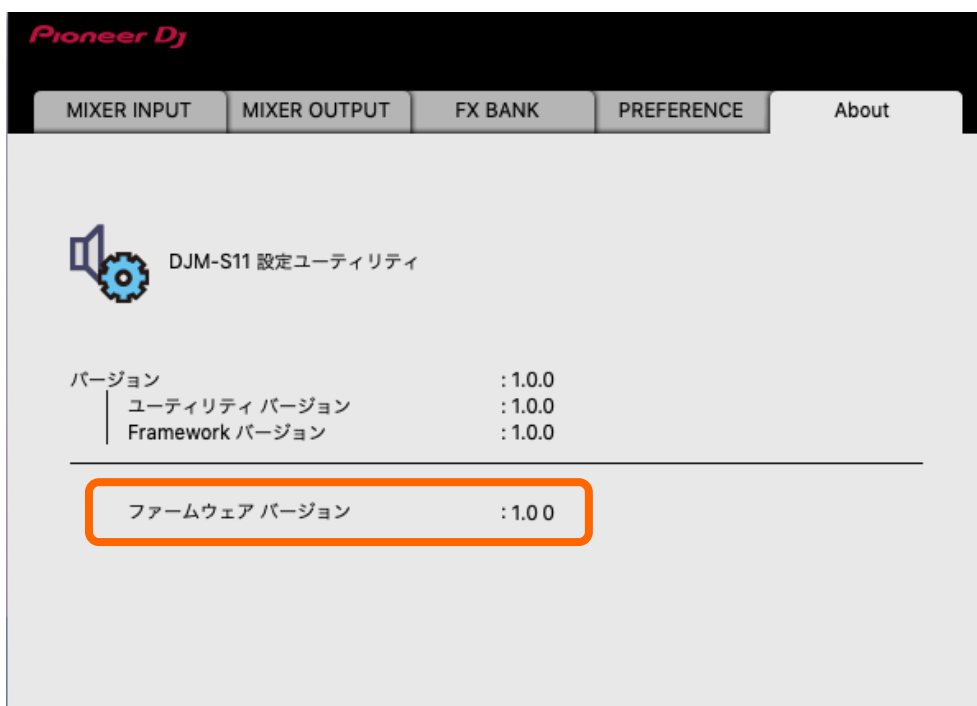 Pioneer Dj
MIXER INPUT MIXER OUTPUT FX BANK PREFERENCE About
DJM-S11 設定ユーティリティ
バージョン : 1.0.0
ユーティリティ バージョン : 1.0.0
Framework バージョン : 1.0.0
ファームウェア バージョン : 1.0 0